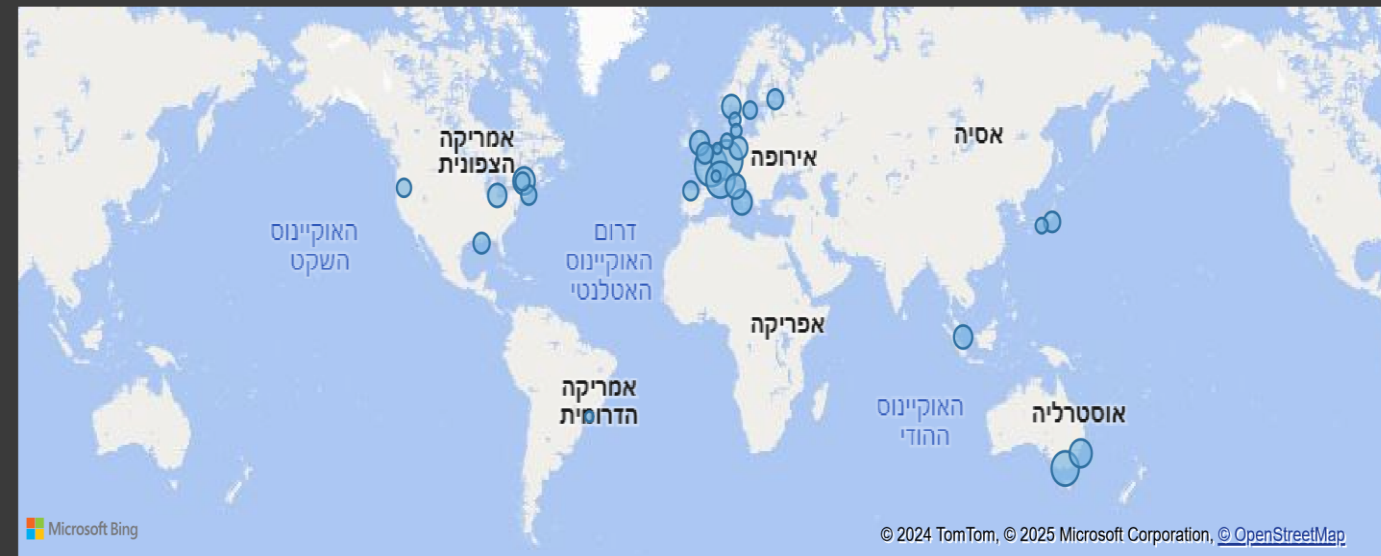 אמריקה
הצפונית
אירופה
אסיה
האוקיינוס
השקט
דרום
האוקיינוס
האטלנטי
אפריקה
אמריקה
הדרומית
האוקיינוס
ההודי
אוסטרליה
Microsoft Bing
© 2024 TomTom, © 2025 Microsoft Corporation, © OpenStreetMap